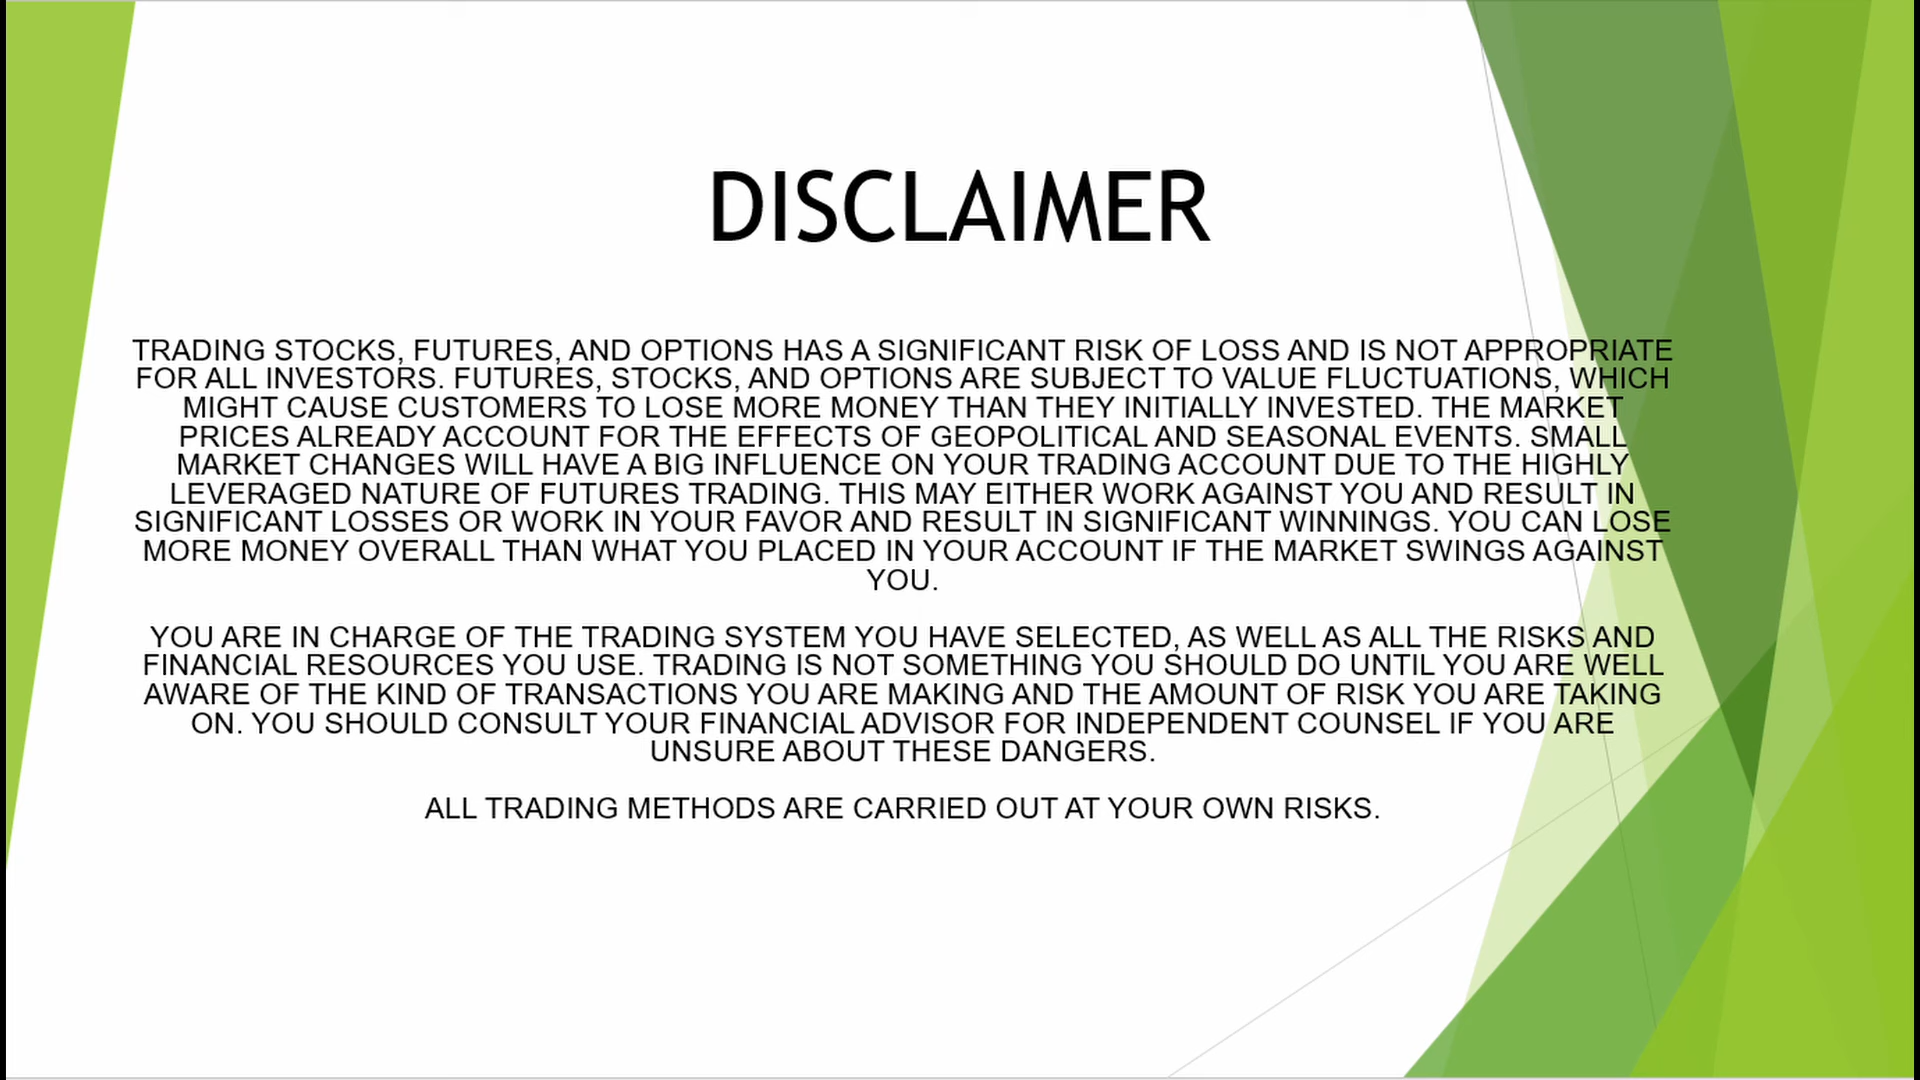 DISCLAIMER
TRADING STOCKS, FUTURES, AND OPTIONS HAS A SIGNIFICANT RISK OF LOSS AND IS NOT APPROPRIATE
FOR ALL INVESTORS. FUTURES, STOCKS, AND OPTIONS ARE SUBJECT TO VALUE FLUCTUATIONS, WHICH
MIGHT CAUSE CUSTOMERS TO LOSE MORE MONEY THAN THEY INITIALLY INVESTED. THE MARKET
PRICES ALREADY ACCOUNT FOR THE EFFECTS OF GEOPOLITICAL AND SEASONAL EVENTS. SMALL
MARKET CHANGES WILL HAVE A BIG INFLUENCE ON YOUR TRADING ACCOUNT DUE TO THE HIGHLY
LEVERAGED NATURE OF FUTURES TRADING. THIS MAY EITHER WORK AGAINST YOU AND RESULT IN
SIGNIFICANT LOSSES OR WORK IN YOUR FAVOR AND RESULT IN SIGNIFICANT WINNINGS. YOU CAN LOSE
MORE MONEY OVERALL THAN WHAT YOU PLACED IN YOUR ACCOUNT IF THE MARKET SWINGS AGAINST
YOU.
YOU ARE IN CHARGE OF THE TRADING SYSTEM YOU HAVE SELECTED, AS WELL AS ALL THE RISKS AND
FINANCIAL RESOURCES YOU USE. TRADING IS NOT SOMETHING YOU SHOULD DO UNTIL YOU ARE WELL
AWARE OF THE KIND OF TRANSACTIONS YOU ARE MAKING AND THE AMOUNT OF RISK YOU ARE TAKING
ON. YOU SHOULD CONSULT YOUR FINANCIAL ADVISOR FOR INDEPENDENT COUNSEL IF YOU ARE
UNSURE ABOUT THESE DANGERS.
ALL TRADING METHODS ARE CARRIED OUT AT YOUR OWN RISKS.